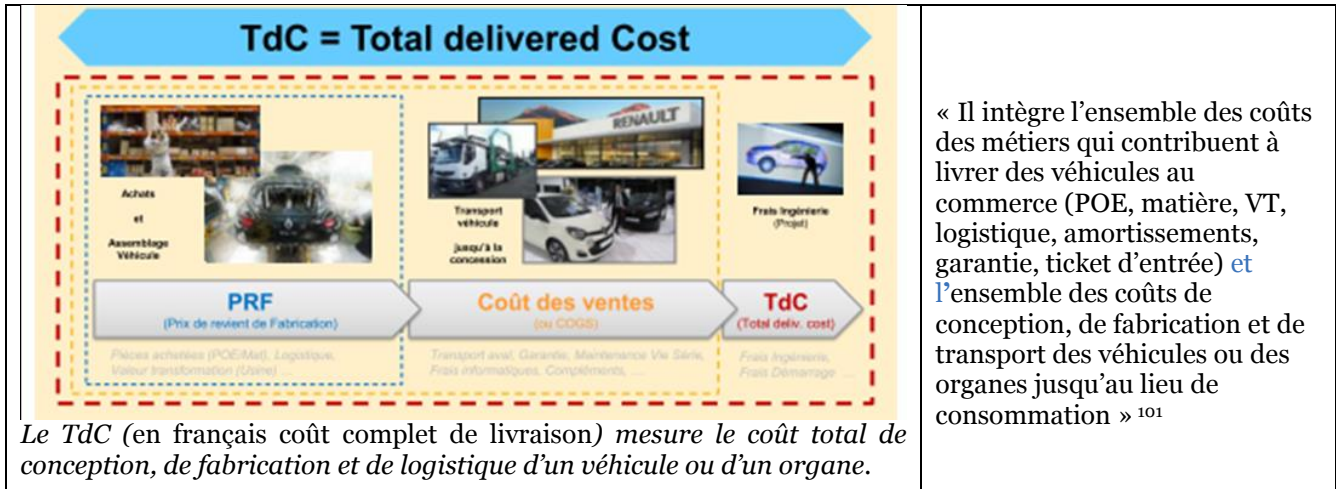 TdC = Total delivered Cost
RENAULT
Achats
et
Assemblage
Véhicule
Transport
véhicule
jusqu'à la
concession
Frais Ingénierie
(Projet)
PRF
(Prix de revient de Fabrication)
Coût des ventes
(ou COGS)
TdC
(Total deliv. cost)
Pièces achetées (POE/Mat), Logistique,
Valeur transformation (Usine) ...
Transport aval, Garantie, Maintenance Vie Série,
Frais informatiques, Compléments, ....
Frais Ingénierie,
Frais Démarrage ...
Le TdC (en français coût complet de livraison) mesure le coût total de
conception, de fabrication et de logistique d'un véhicule ou d'un organe.
« Il intègre l'ensemble des coûts
des métiers qui contribuent à
livrer des véhicules au
commerce (POE, matière, VT,
logistique, amortissements,
garantie, ticket d'entrée) et
l'ensemble des coûts de
conception, de fabrication et de
transport des véhicules ou des
organes jusqu'au lieu de
consommation » 101